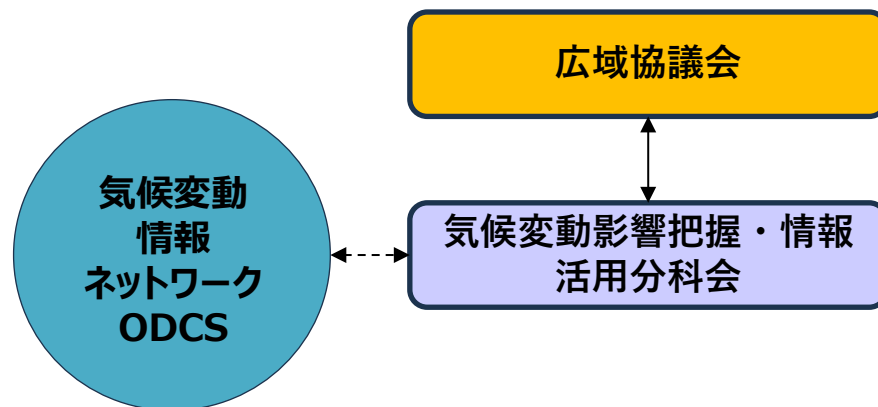 広域協議会
気候変動
情報
ネットワーク
ODCS
気候変動影響把握・情報
活用分科会